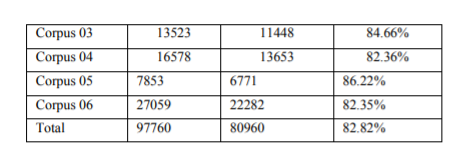 Corpus 03 13523 11448 84.66%
Corpus 04 16578 13653 82.36%
Corpus 05 7853 6771 86.22%
Corpus 06 27059 22282 82.35%
Total 97760 80960 82.82%